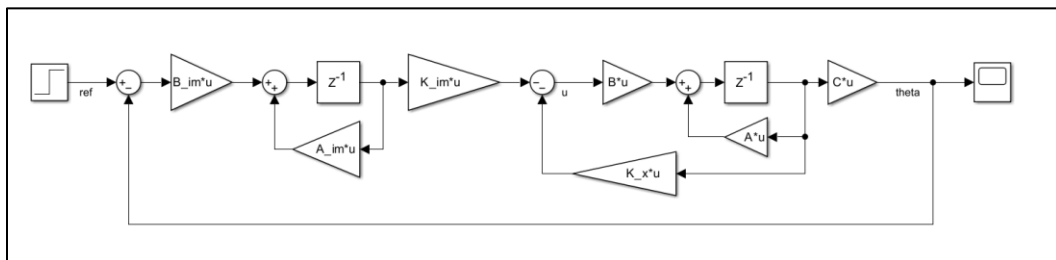 ref
B_im*u
Z-1
K_im*u
u
B*u
Z-1
C*u
theta
A_im*u
A*u
K_x*u